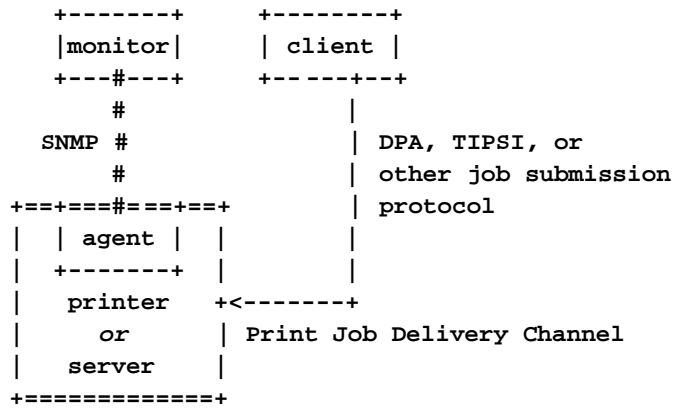 +-------+ +--------+
|monitor| | client |
+---#---+ +-- ---+--+
# |
SNMP # | DPA, TIPSI, or
# | other job submission
+==+===#= ==+==+ | protocol
| | agent | | |
| +-------+ | |
| printer +<-------+
| or | Print Job Delivery Channel
| server |
+=============+